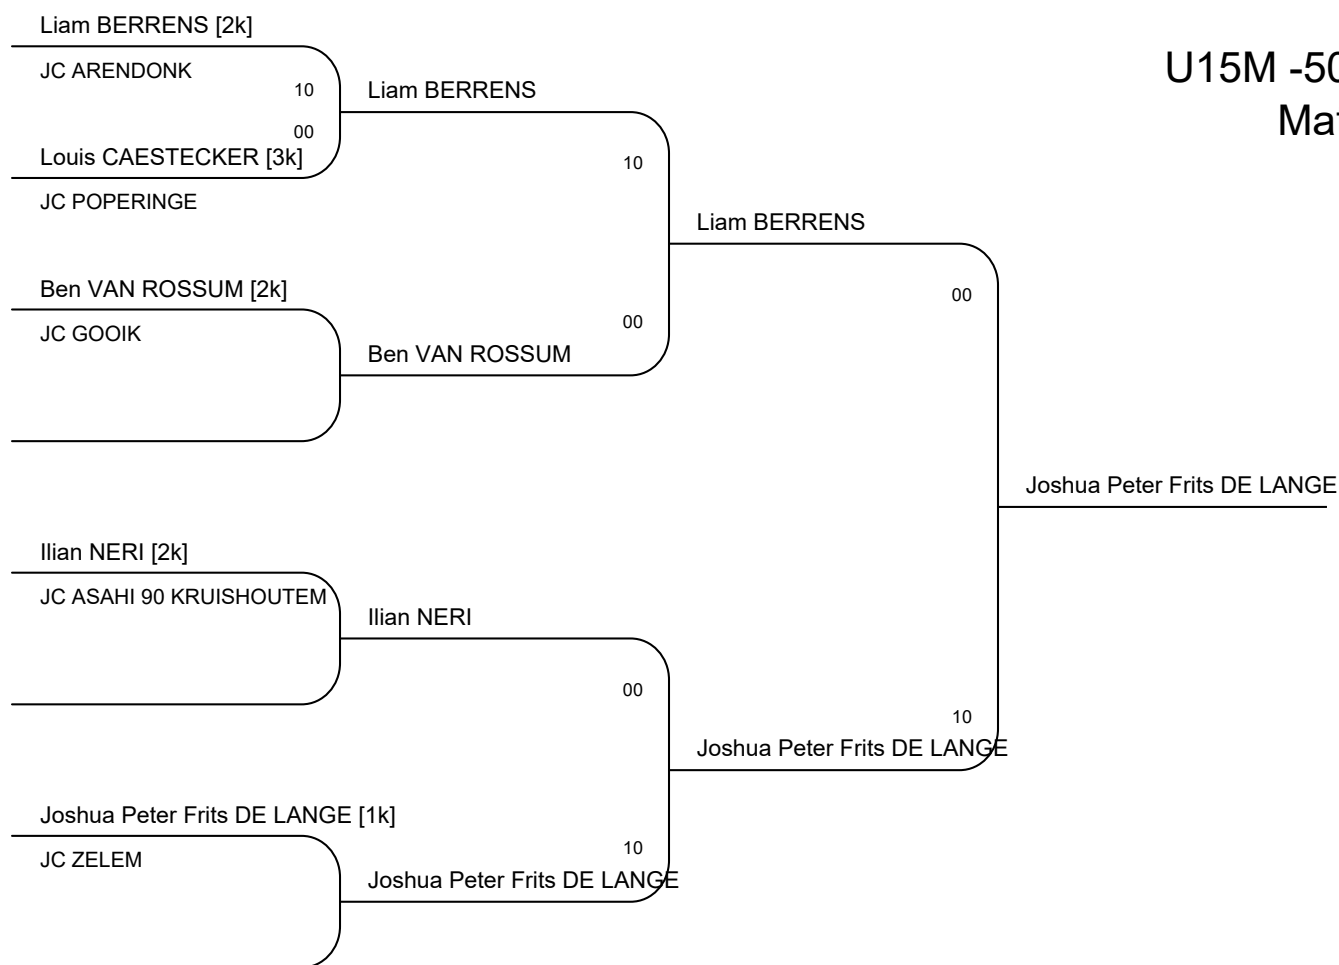 Liam BERRENS [2k]
JC ARENDONK
10
00
Louis CAESTECKER [3k]
JC POPERINGE
Ben VAN ROSSUM [2k]
JC GOOIK
Ilian NERI [2k]
JC ASAHI 90 KRUISHOUTEM
Joshua Peter Frits DE LANGE [1k]
JC ZELEM
Liam BERRENS
10
00
Ben VAN ROSSUM
Ilian NERI
00
10
Joshua Peter Frits DE LANGE
Liam BERRENS
00
10
Joshua Peter Frits DE LANGE
Joshua Peter Frits DE LANGE
U15M -50
Mat